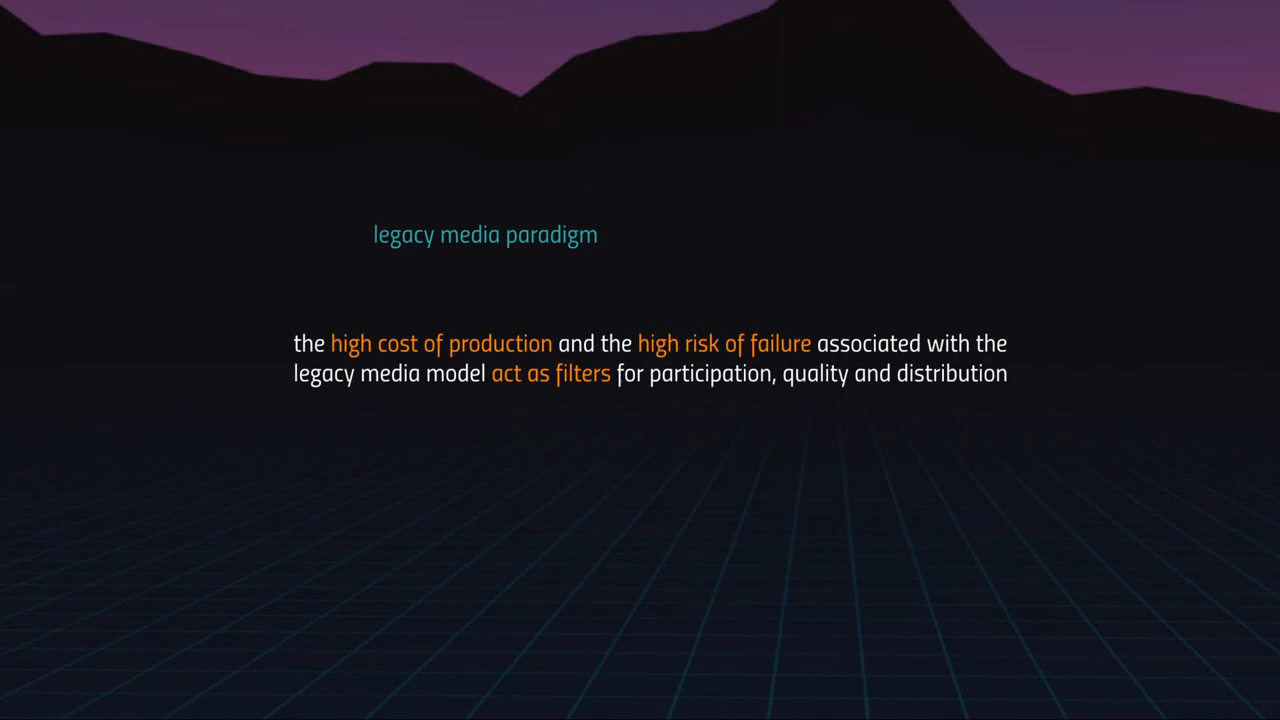 legacy media paradigm
the high cost of production and the high risk of failure associated with the
legacy media model act as filters for participation, quality and distribution